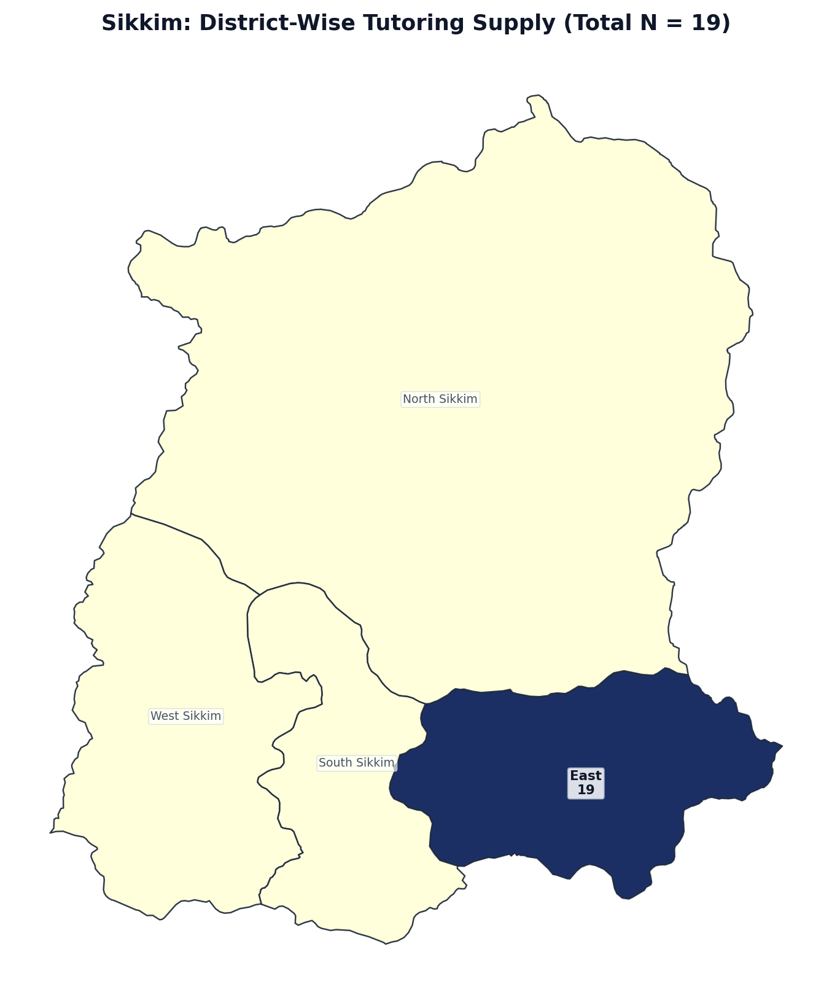 Sikkim: District-Wise Tutoring Supply (Total N = 19)
North Sikkim
West Sikkim
South Sikkim
East
19